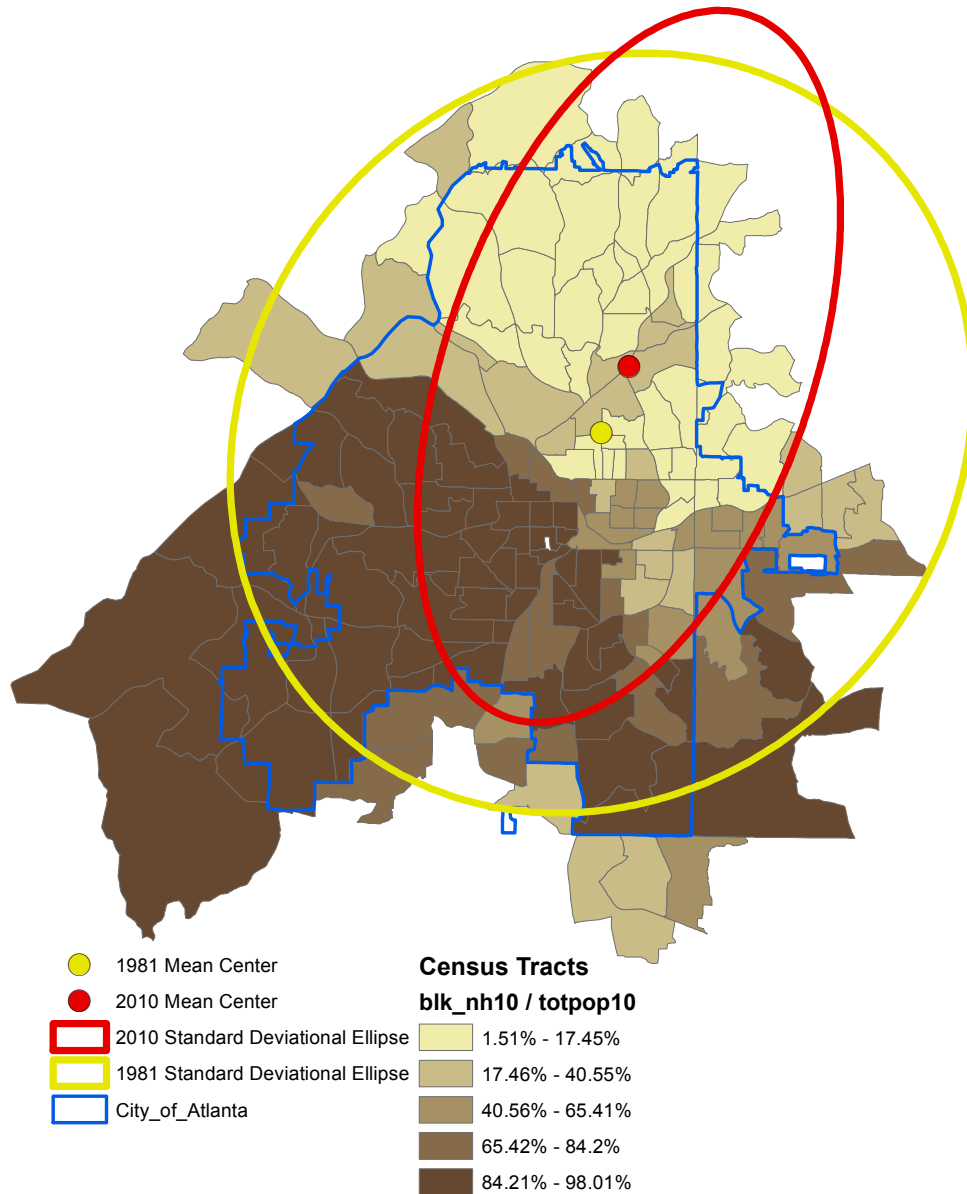 1981 Mean Center
2010 Mean Center
2010 Standard Deviational Ellipse
1981 Standard Deviational Ellipse
City_of_Atlanta
Census Tracts
blk_nh10 / totpop10
1.51% - 17.45%
17.46% - 40.55%
40.56% - 65.41%
65.42% - 84.2%
84.21% - 98.01%